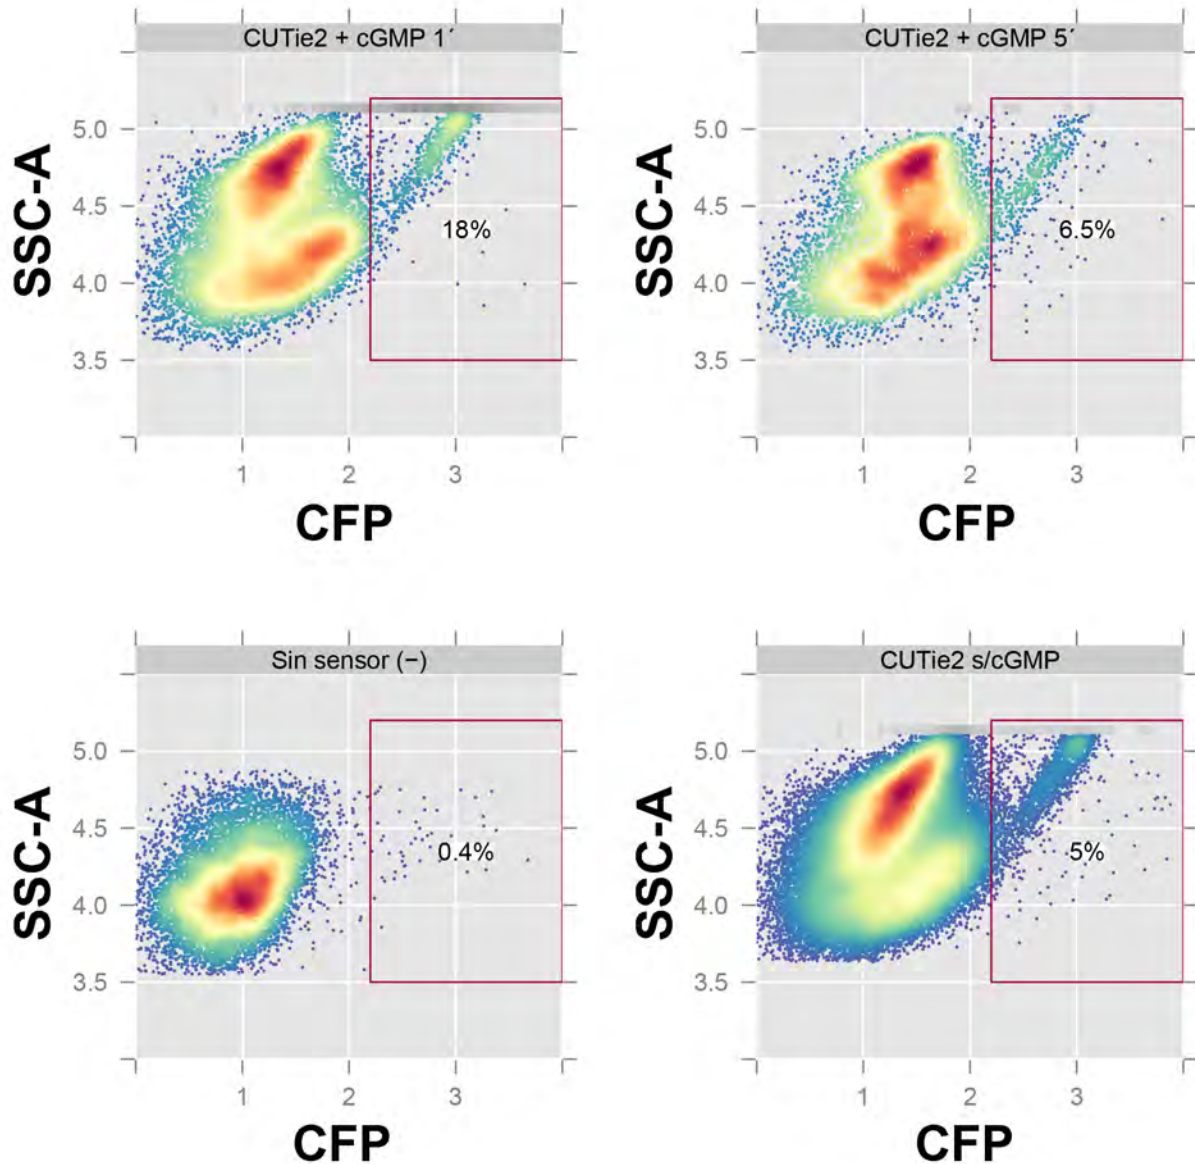 CUTie2 + cGMP 1´
CUTie2 + cGMP 5´
SSC-A
5.0
4.5
4.0
3.5
18%
1
2
3
CFP
SSC-A
5.0
4.5
4.0
3.5
6.5%
1
2
3
CFP
Sin sensor (−)
CUTie2 s/cGMP
SSC-A
5.0
4.5
4.0
3.5
0.4%
1
2
3
CFP
SSC-A
5.0
4.5
4.0
3.5
5%
1
2
3
CFP